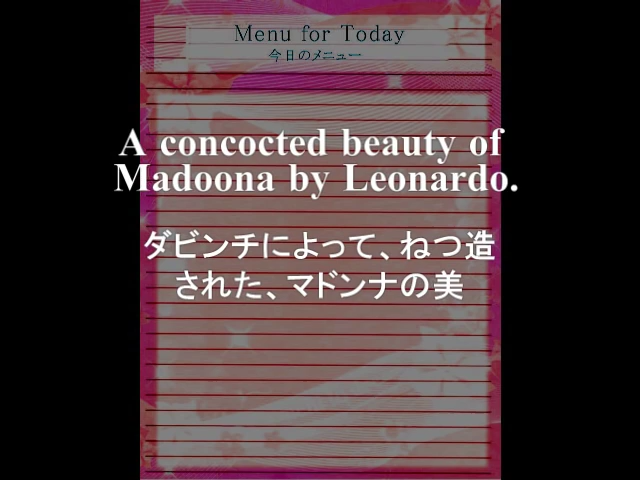 Menu for Today
今日のメニュー
A concocted beauty of
Madoona by Leonardo.
ダビンチによって、ねつ造
された、マドンナの美